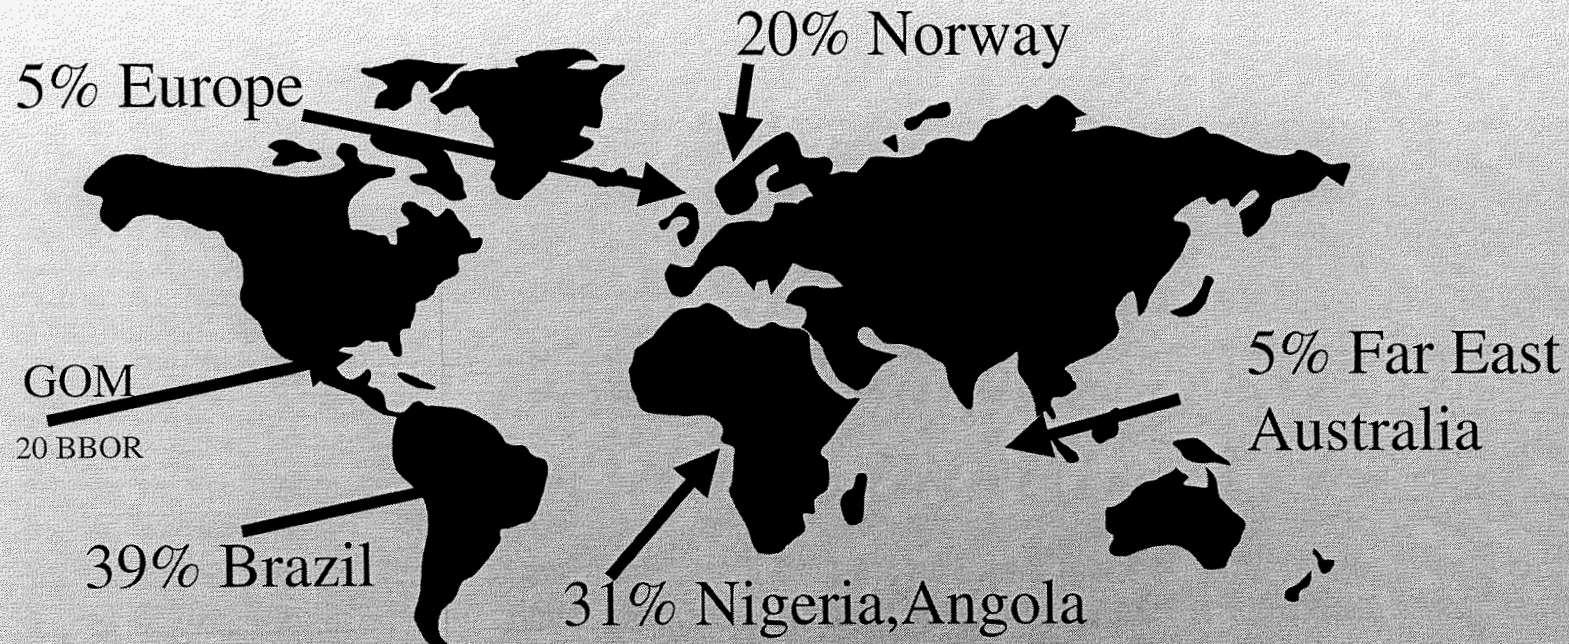 20% Norway
5% Europe
5% Far East
Australia
GOM
20 BBOR
39% Brazil
31% Nigeria,Angola